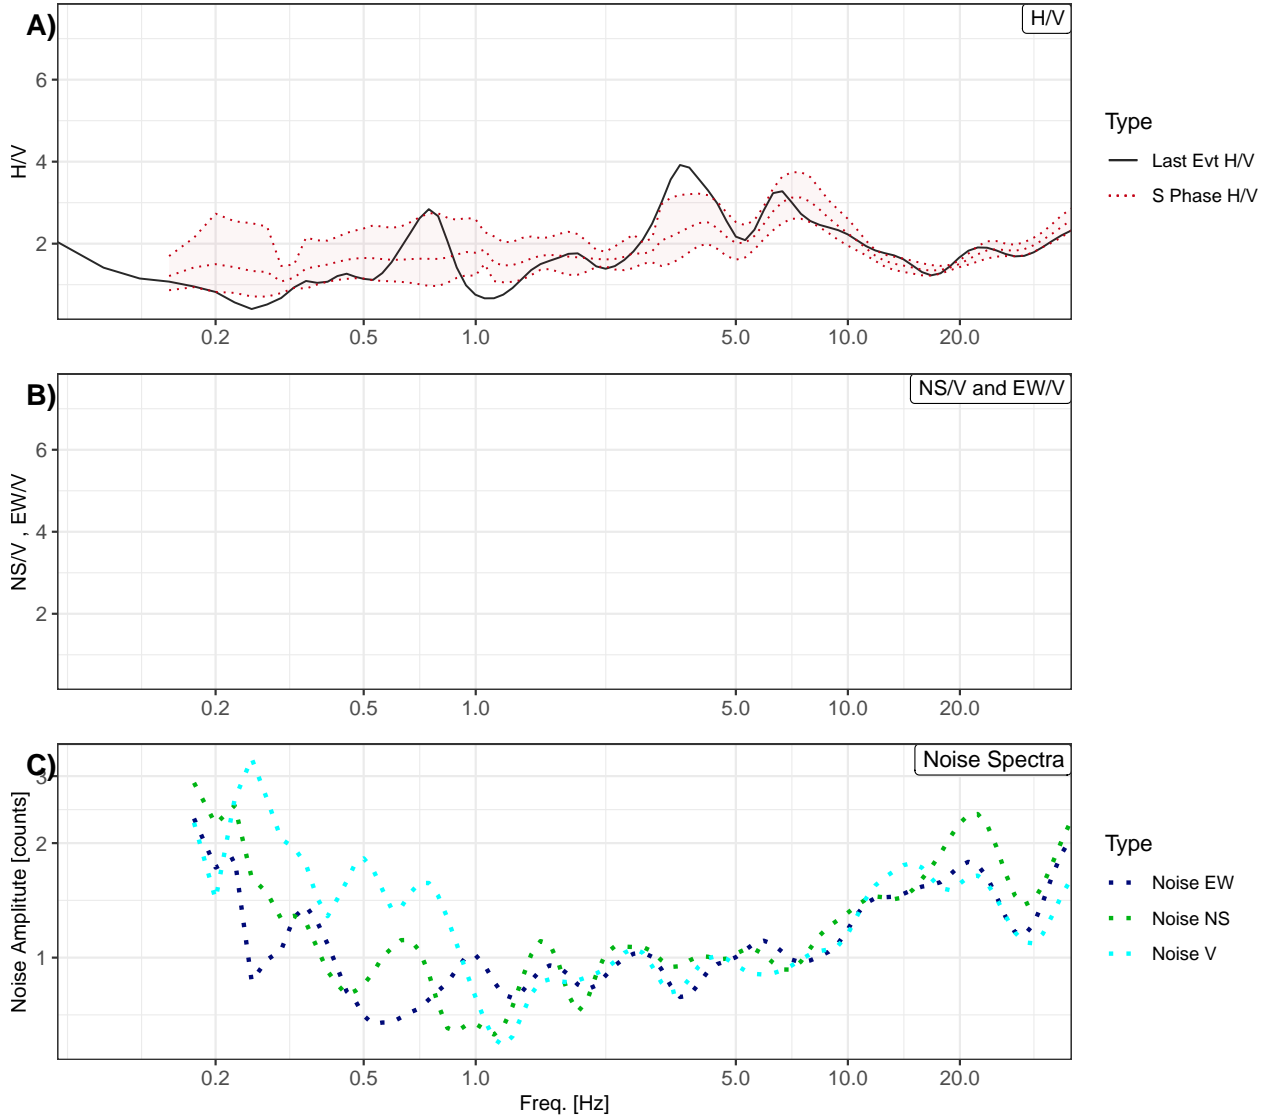 A)
H/V
6
4
2
H/V
0.2 0.5 1.0 5.0 10.0 20.0
Type
Last Evt H/V
S Phase H/V
B)
NS/V and EW/V
6
4
2
NS/V , EW/V
0.2 0.5 1.0 5.0 10.0 20.0
C)
Noise Spectra
3
2
1
Noise Amplitute [counts]
0.2 0.5 1.0 5.0 10.0 20.0
Freq. [Hz]
Type
Noise EW
Noise NS
Noise V